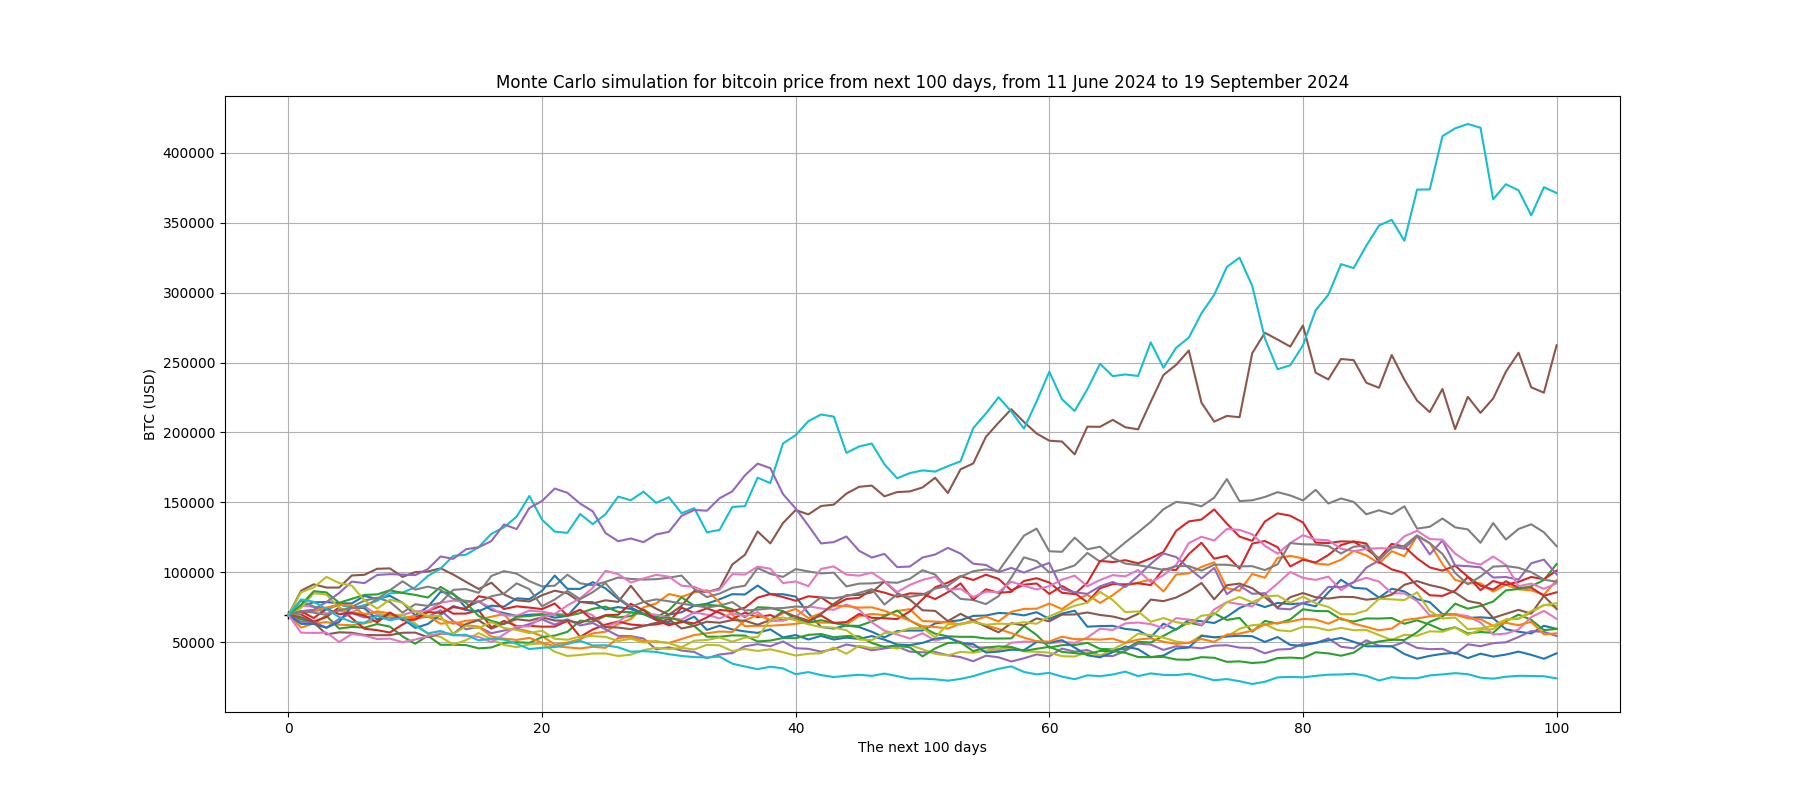 Monte Carlo simulation for bitcoin price from next 100 days, from 11 June 2024 to 19 September 2024
400000
350000
300000
250000
200000
150000
100000
50000
BTC (USD)
0 20 40 60 80 100
The next 100 days